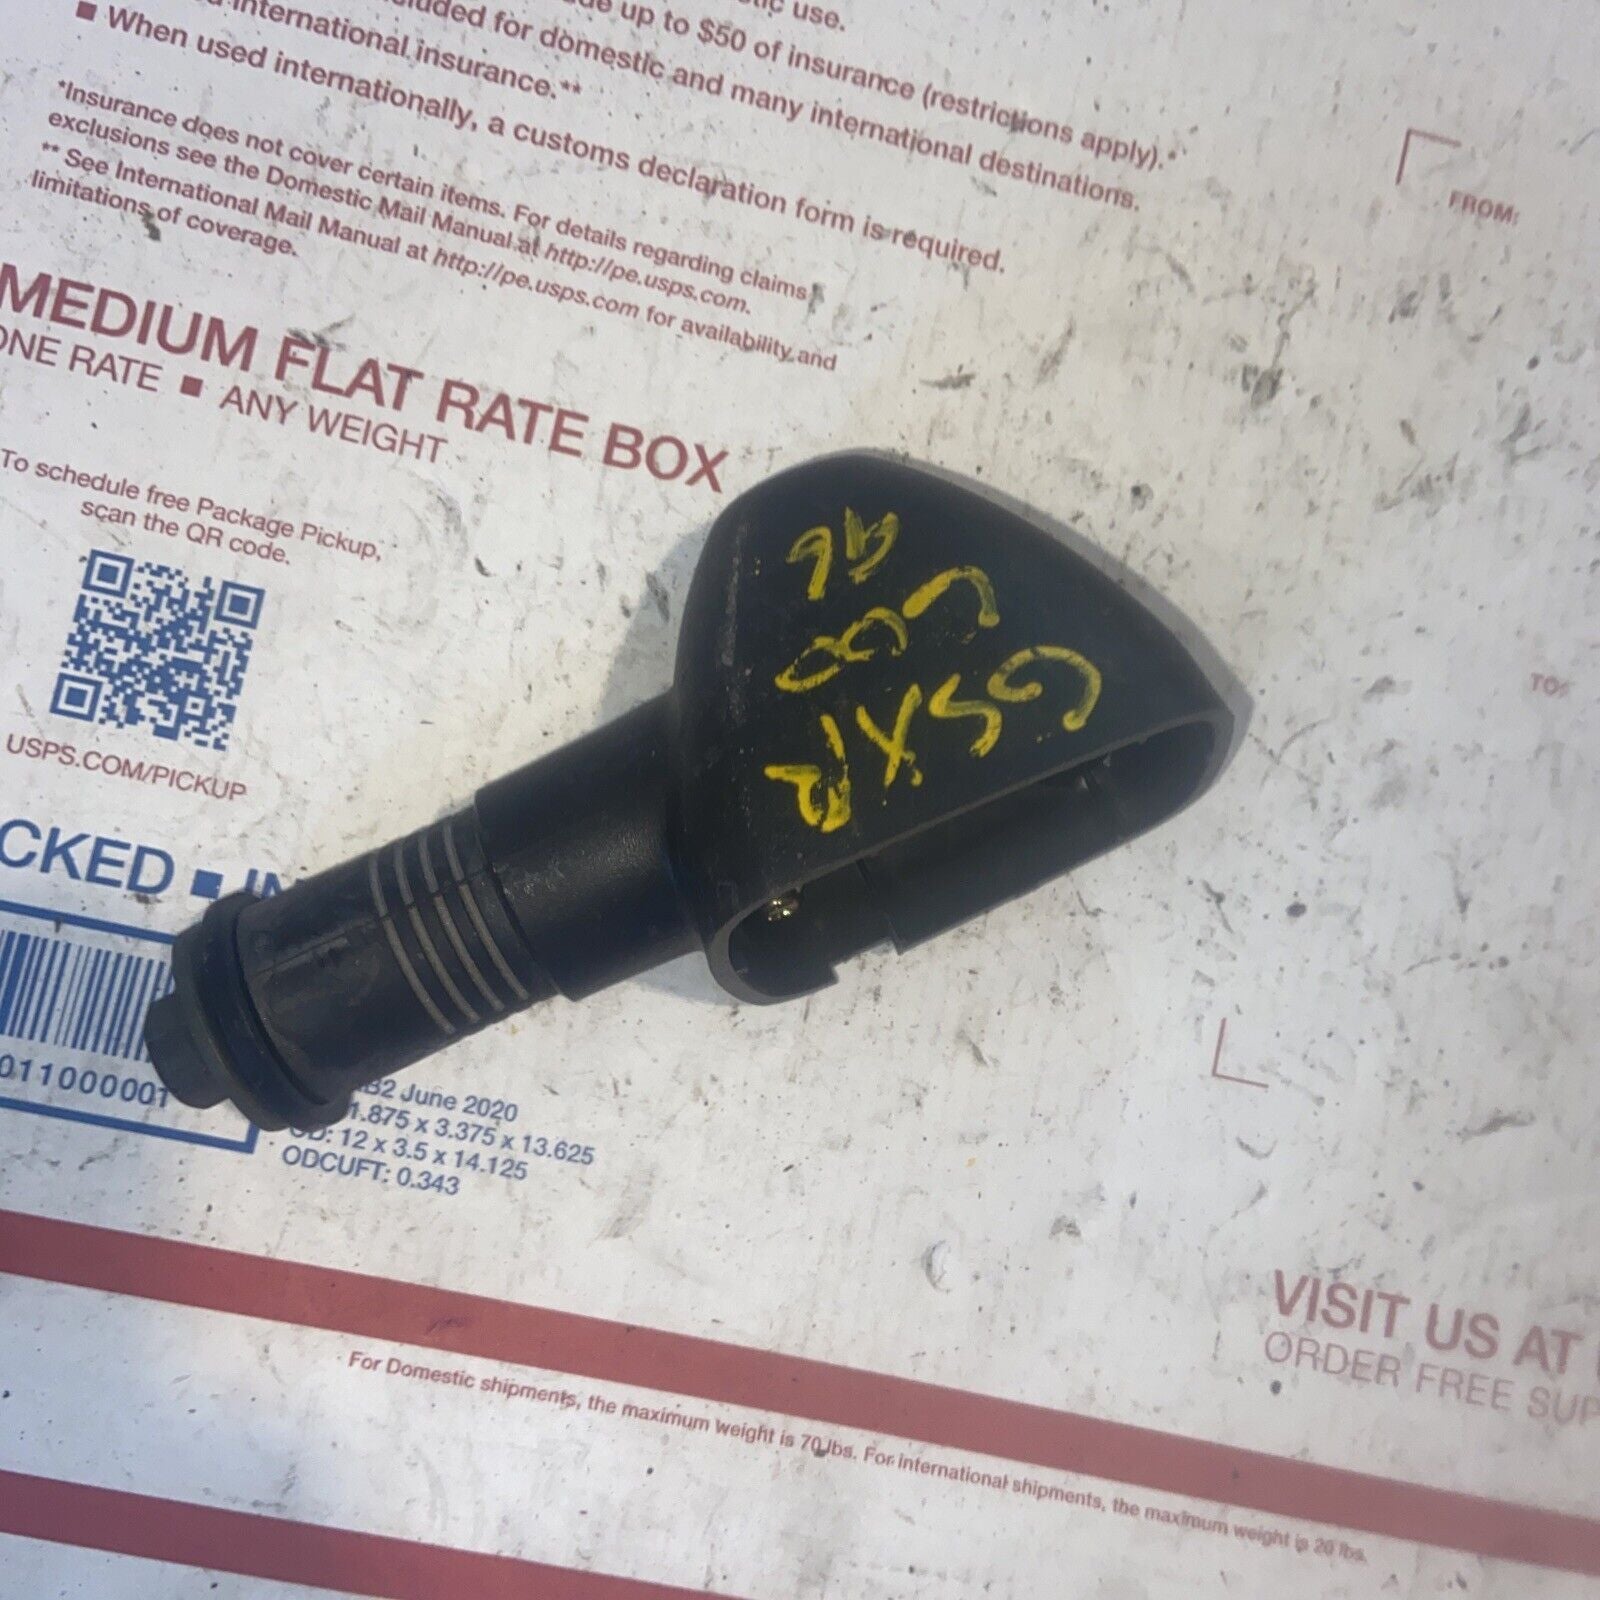 up to $50 of insurance (restrictions apply).*
for domestic and many international destinations.
international insurance.**
■ When used internationally, a customs declaration form is required.
*Insurance does not cover certain items. For details regarding claims
exclusions see the Domestic Mail Manual at http://pe.usps.com.
** See International Mail Manual at http://pe.usps.com for availability and
limitations of coverage.
FROM:
MEDIUM FLAT RATE BOX
ONE RATE ■ ANY WEIGHT
To schedule free Package Pickup,
scan the QR code.
USPS.COM/PICKUP
TO:
GSXR
600
CKED ■ IN
011000001
B2 June 2020
1.875 x 3.375 x 13.625
OD: 12 x 3.5 x 14.125
ODCUFT: 0.343
VISIT US AT
ORDER FREE SUP
For Domestic shipments, the maximum weight is 70 lbs. For international shipments, the maximum weight is 20 lbs.